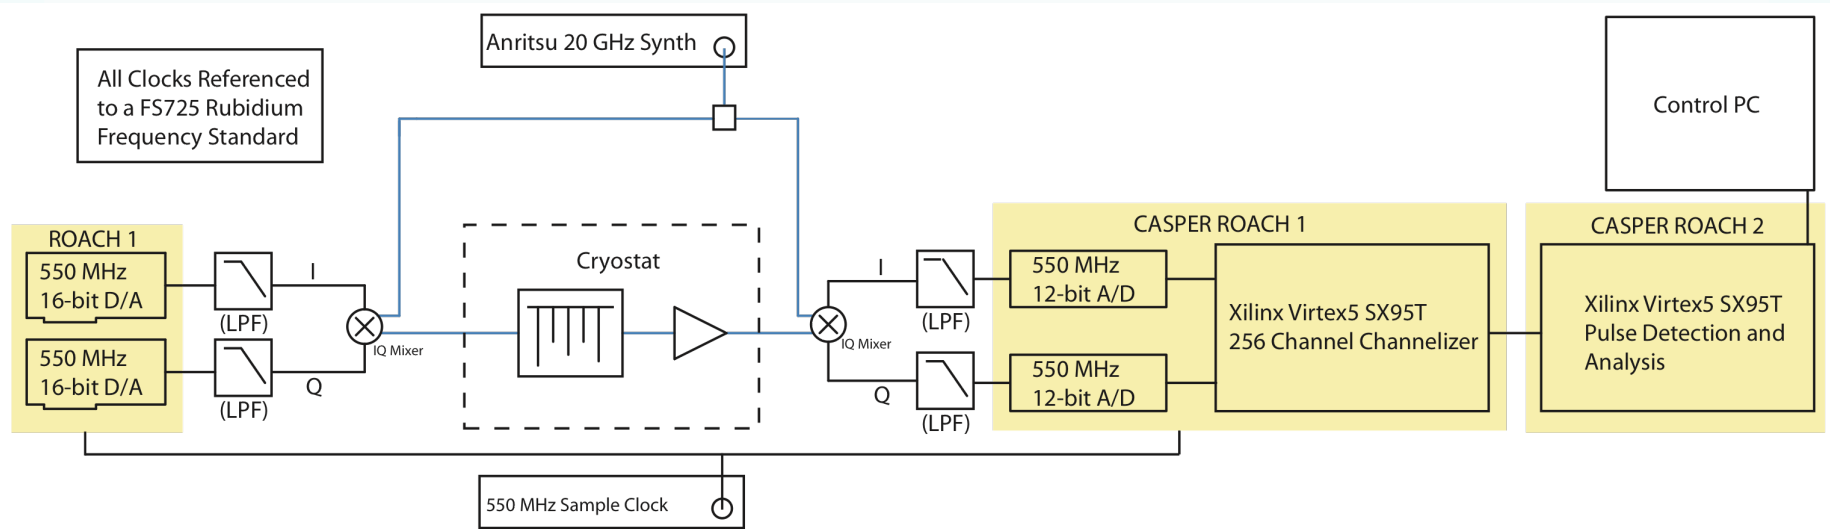 Anritsu 20 GHz Synth
All Clocks Referenced
to a FS725 Rubidium
Frequency Standard
Control PC
ROACH 1
550 MHz
16-bit D/A
(LPF)
I
550 MHz
16-bit D/A
(LPF)
Q
IQ Mixer
Cryostat
IQ Mixer
I
(LPF)
Q
(LPF)
CASPER ROACH 1
550 MHz
12-bit A/D
550 MHz
12-bit A/D
Xilinx Virtex5 SX95T
256 Channel Channelizer
CASPER ROACH 2
Xilinx Virtex5 SX95T
Pulse Detection and
Analysis
550 MHz Sample Clock